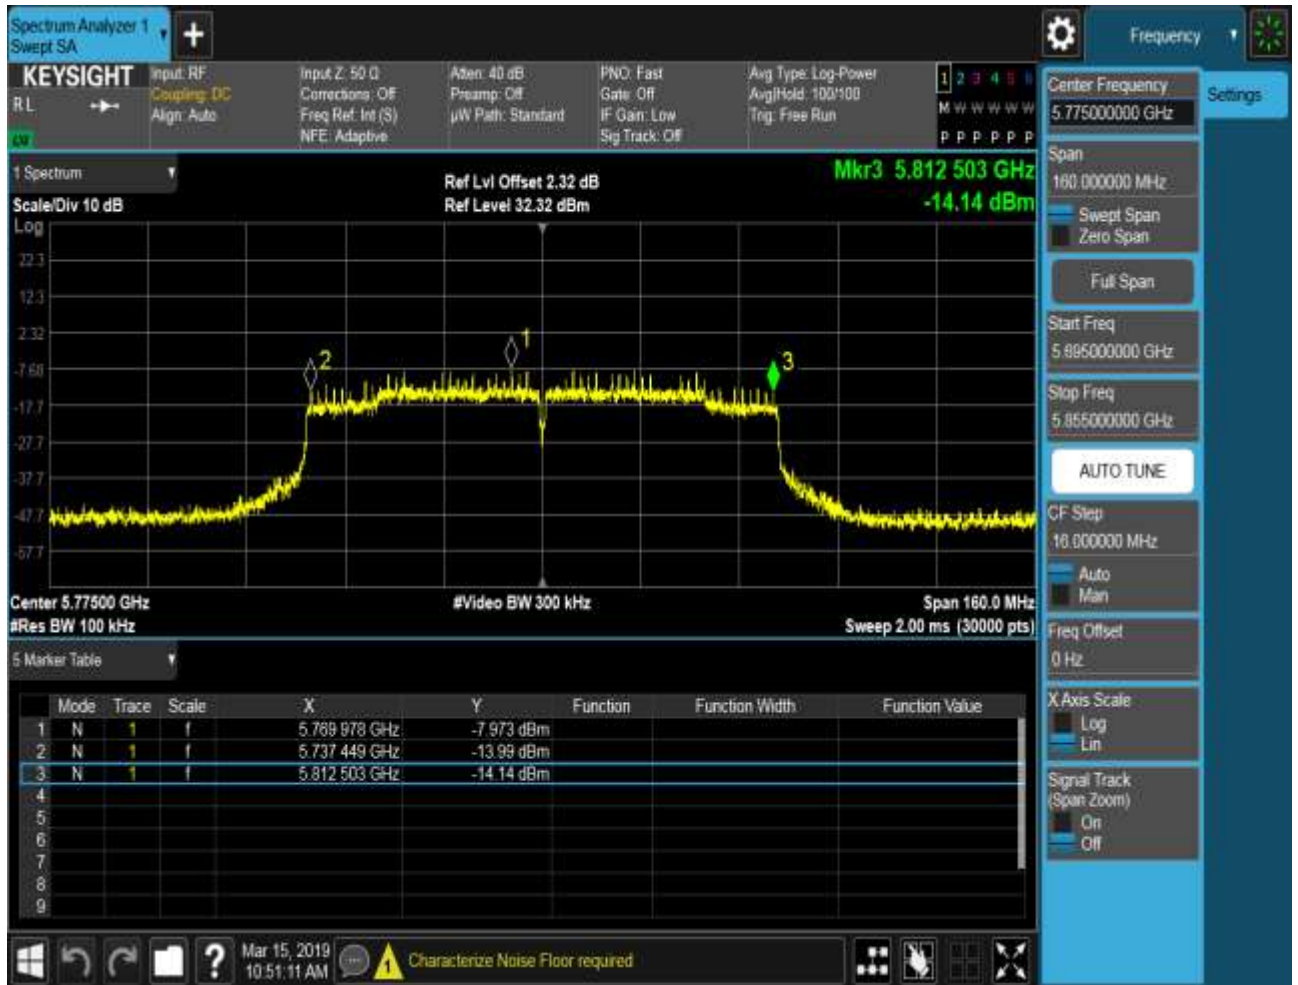 Spectrum Analyzer 1
Swept SA
+
Frequency
KEYSIGHT
RL
Input: RF
Coupling: DC
Align: Auto
Input Z: 50 Ω
Corrections: Off
Freq Ref: Int (S)
NFE: Adaptive
Atten: 40 dB
Preamp: Off
µW Path: Standard
PNO: Fast
Gate: Off
IF Gain: Low
Sig Track: Off
Avg Type: Log-Power
Avg|Hold: 100/100
Trig: Free Run
1 2 3 4 5 6
M W W W W W
P P P P P P
1 Spectrum
Scale/Div 10 dB
Ref Lvl Offset 2.32 dB
Ref Level 32.32 dBm
Mkr3 5.812 503 GHz
-14.14 dBm
Log
22.3
12.3
2.32
-7.68
-17.7
-27.7
-37.7
-47.7
-57.7
1
2
3
Center 5.77500 GHz
#Res BW 100 kHz
#Video BW 300 kHz
Span 160.0 MHz
Sweep 2.00 ms (30000 pts)
5 Marker Table
Mode Trace Scale X Y Function Function Width Function Value
1 N 1 f 5.769 978 GHz -7.973 dBm
2 N 1 f 5.737 449 GHz -13.99 dBm
3 N 1 f 5.812 503 GHz -14.14 dBm
4
5
6
7
8
9
Center Frequency
5.775000000 GHz
Settings
Span
160.000000 MHz
Swept Span
Zero Span
Full Span
Start Freq
5.695000000 GHz
Stop Freq
5.855000000 GHz
AUTO TUNE
CF Step
16.000000 MHz
Auto
Man
Freq Offset
0 Hz
X Axis Scale
Log
Lin
Signal Track
(Span Zoom)
On
Off
?
Mar 15, 2019
10:51:11 AM
1
Characterize Noise Floor required